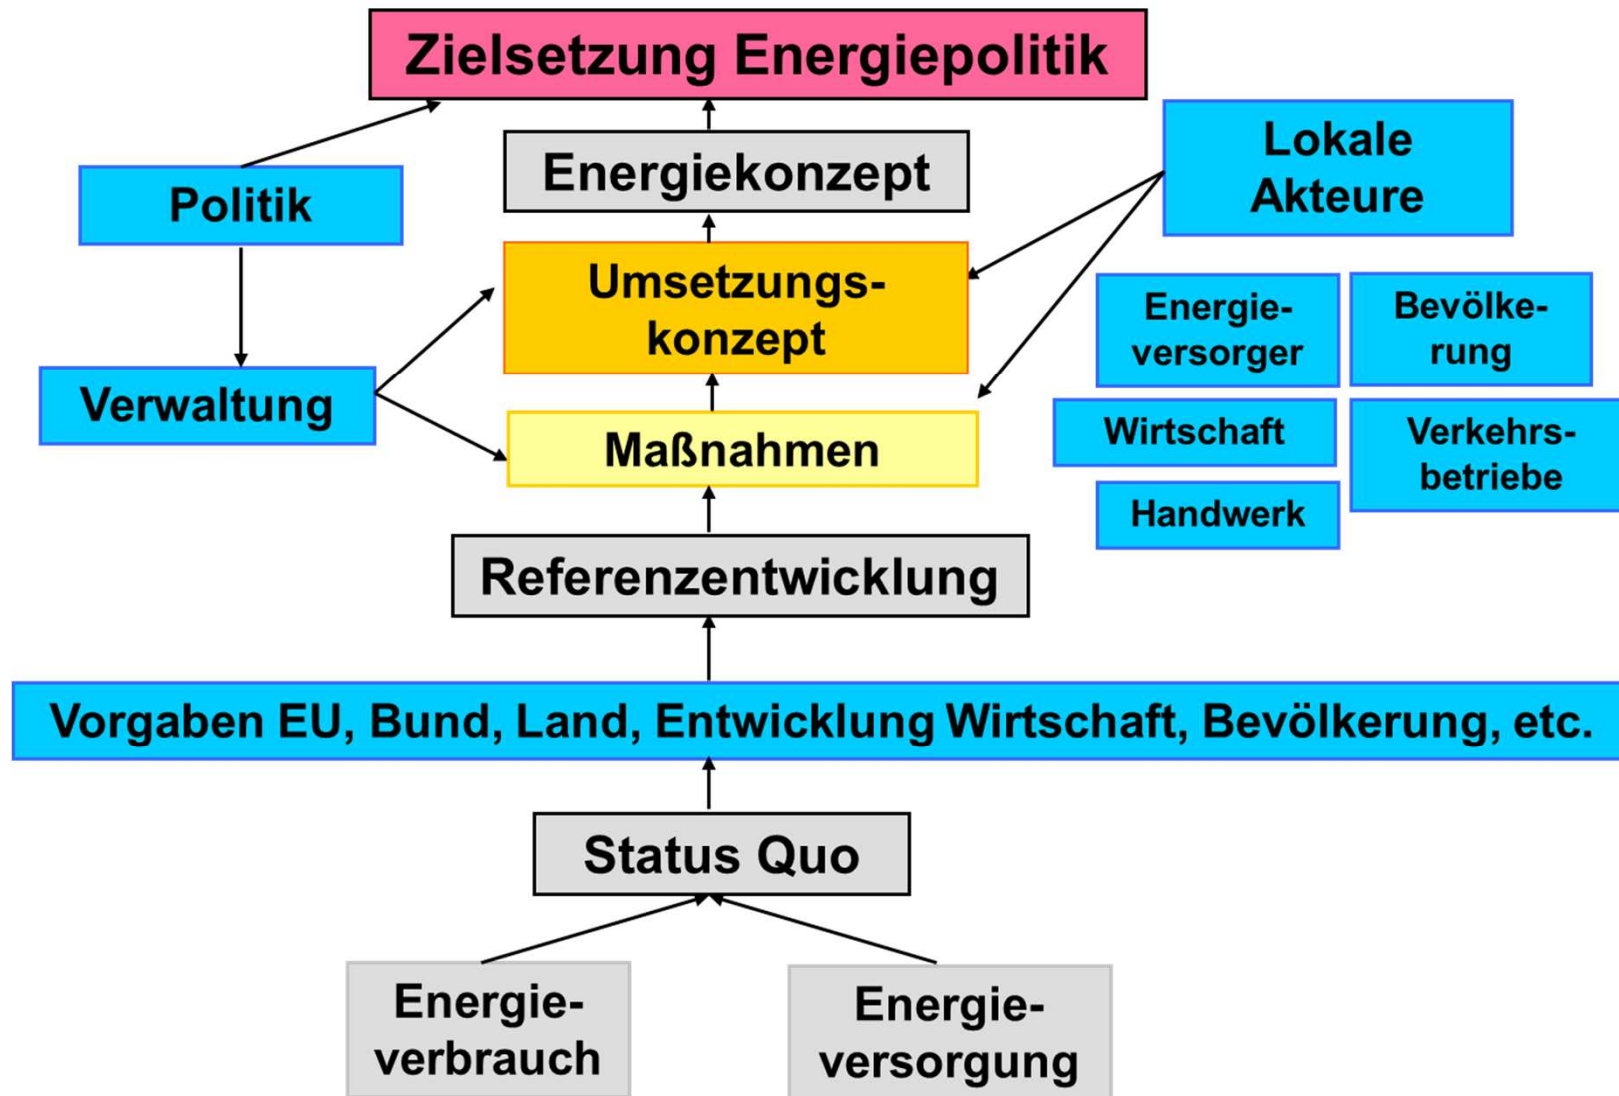 Zielsetzung Energiepolitik
Energiekonzept
Lokale
Akteure
Politik
Umsetzungs-
konzept
Energie-
versorger
Bevölke-
rung
Verwaltung
Maßnahmen
Wirtschaft
Verkehrs-
betriebe
Handwerk
Referenzentwicklung
Vorgaben EU, Bund, Land, Entwicklung Wirtschaft, Bevölkerung, etc.
Status Quo
Energie-
verbrauch
Energie-
versorgung